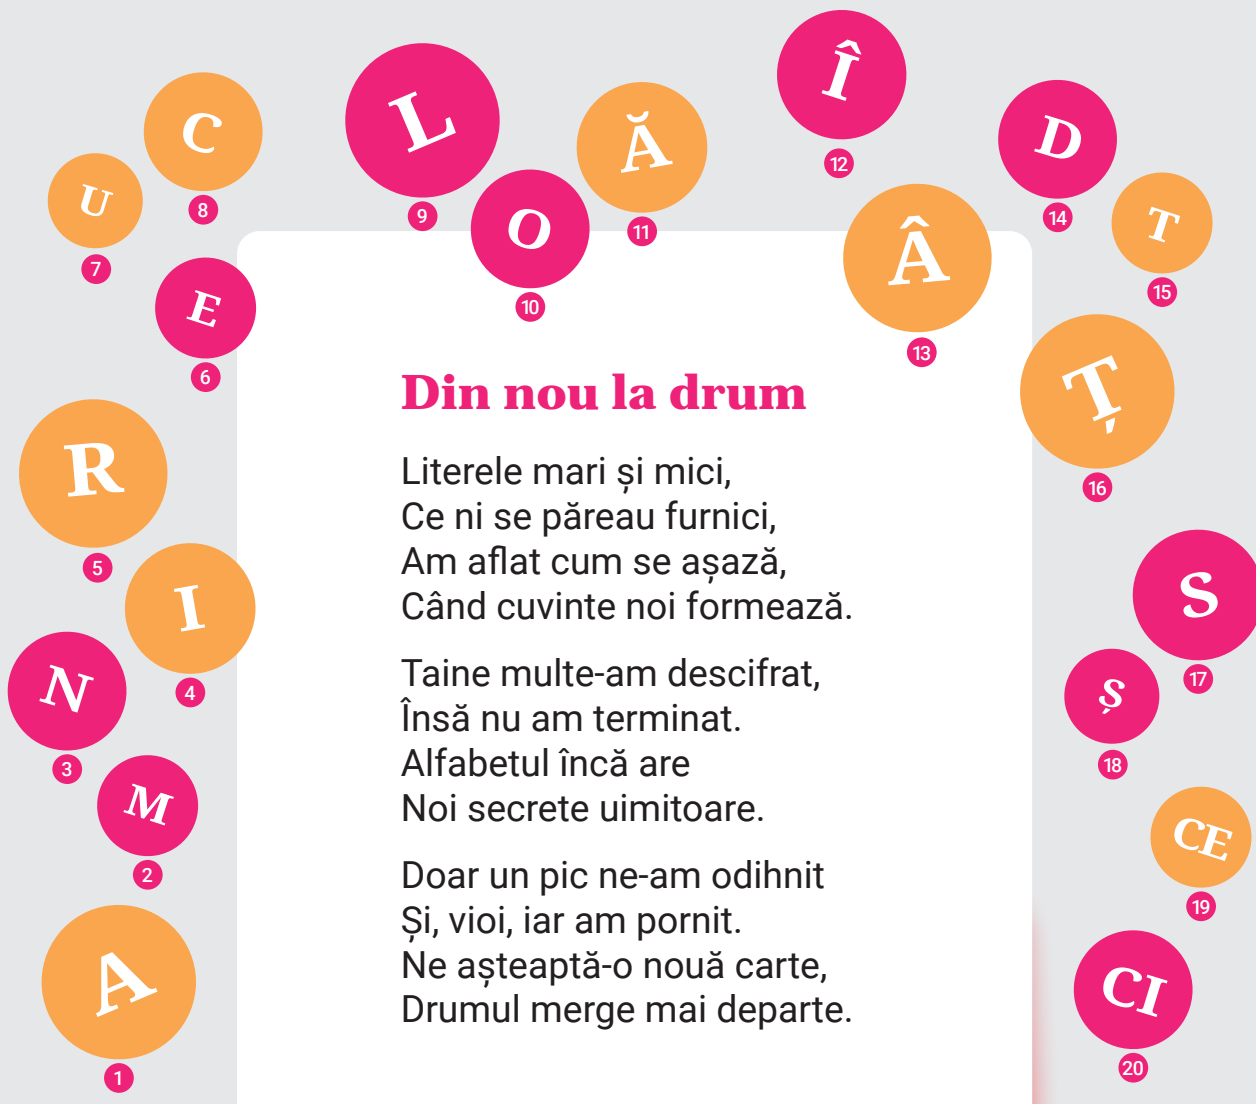 A
1
M
2
N
3
I
4
R
5
E
6
U
7
C
8
L
9
O
10
Ă
11
Î
12
Â
13
D
14
T
15
Ț
16
S
17
Ș
18
CE
19
CI
20
Din nou la drum
Literele mari și mici,
Ce ni se păreau furnici,
Am aflat cum se așază,
Când cuvinte noi formează.
Taine multe-am descifrat,
Însă nu am terminat.
Alfabetul încă are
Noi secrete uimitoare.
Doar un pic ne-am odihnit
Și, vioi, iar am pornit.
Ne așteaptă-o nouă carte,
Drumul merge mai departe.